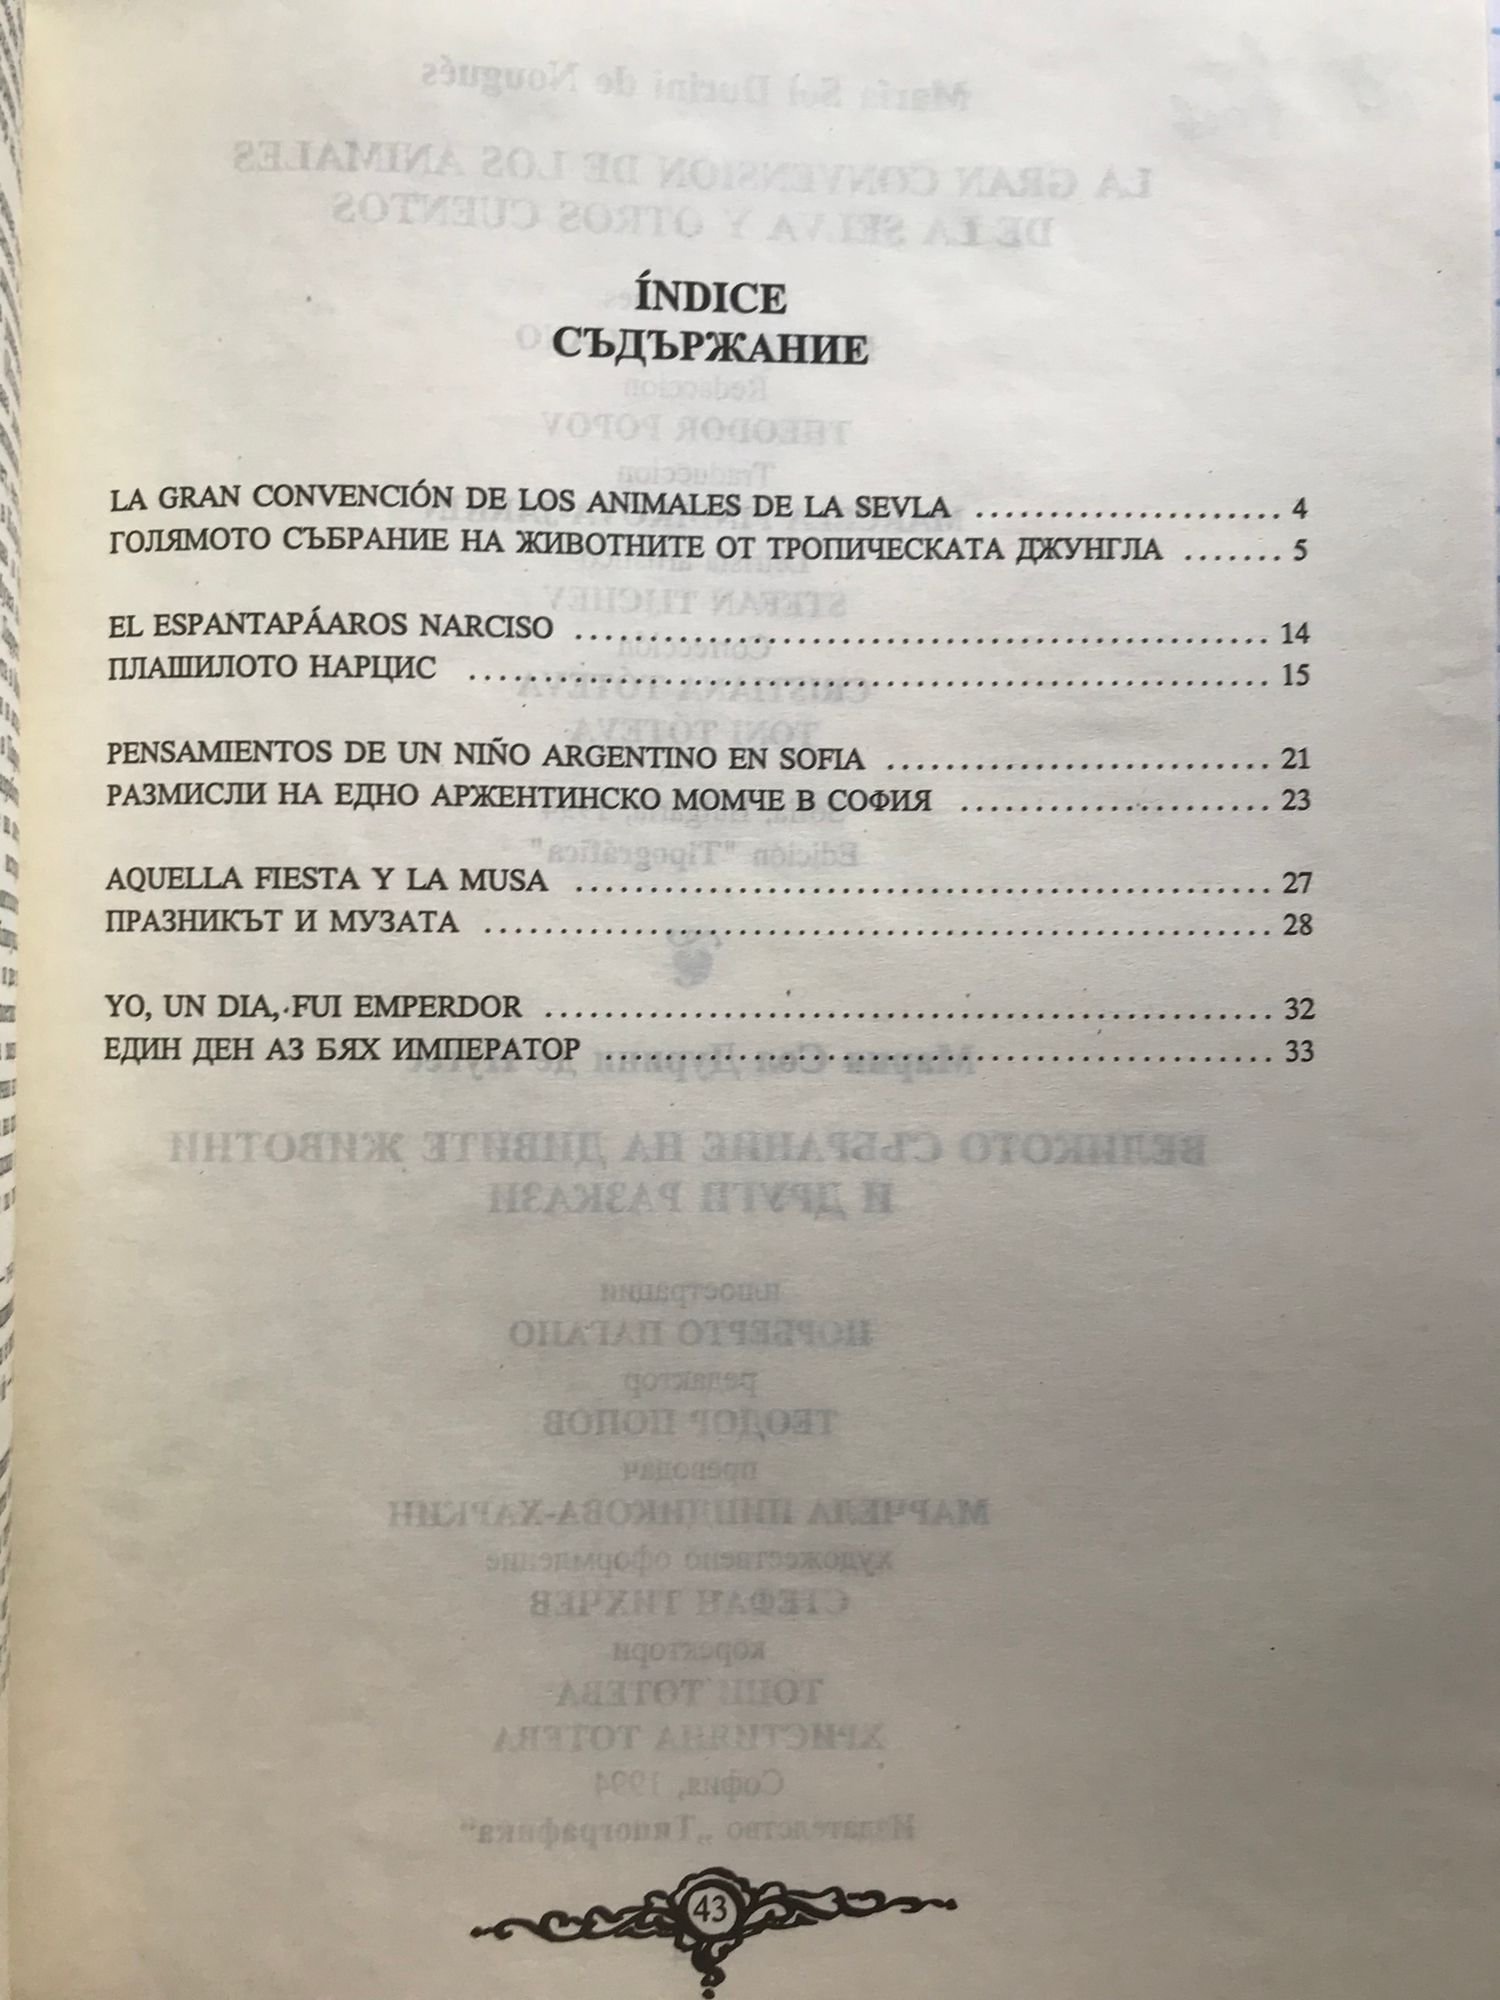 ÍNDICE
СЪДЪРЖАНИЕ
LA GRAN CONVENCIÓN DE LOS ANIMALES DE LA SEVLA ..................... 4
ГОЛЯМОТО СЪБРАНИЕ НА ЖИВОТНИТЕ ОТ ТРОПИЧЕСКАТА ДЖУНГЛА ....... 5
EL ESPANTAPÁAROS NARCISO ............................................... 14
ПЛАШИЛОТО НАРЦИС ...................................................... 15
PENSAMIENTOS DE UN NIÑO ARGENTINO EN SOFIA .......................... 21
РАЗМИСЛИ НА ЕДНО АРЖЕНТИНСКО МОМЧЕ В СОФИЯ ..................... 23
AQUELLA FIESTA Y LA MUSA ............................................... 27
ПРАЗНИКЪТ И МУЗАТА ..................................................... 28
YO, UN DIA, FUI EMPERDOR ................................................. 32
ЕДИН ДЕН АЗ БЯХ ИМПЕРАТОР ............................................. 33
43